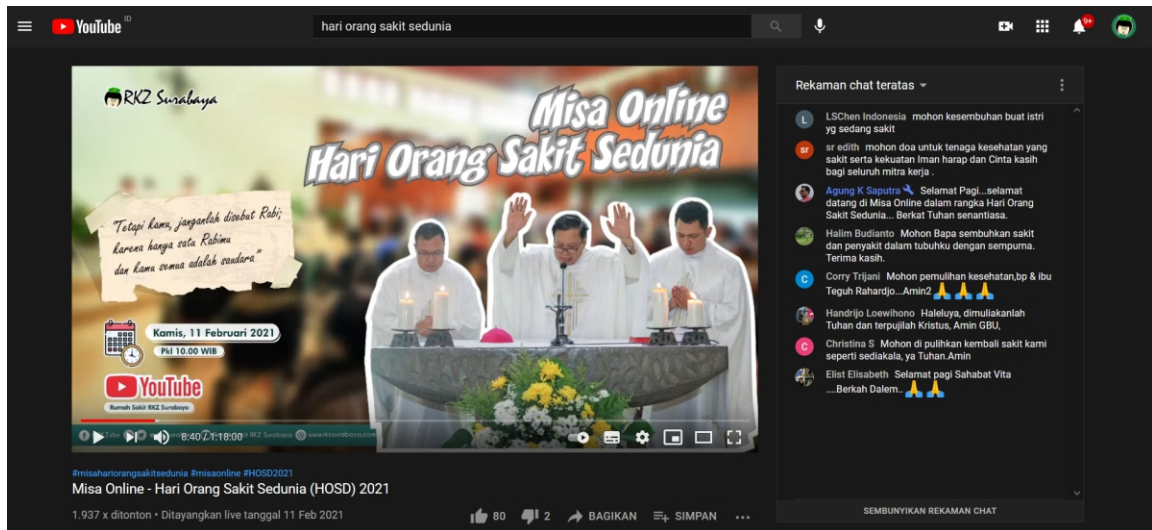 YouTube ID
hari orang sakit sedunia
9+
RKZ Surabaya
Misa Online
Hari Orang Sakit Sedunia
"Tetapi kamu, janganlah disebut Rabi;
karena hanya satu Rabimu
dan kamu semua adalah saudara"
Kamis, 11 Februari 2021
Pkl 10.00 WIB
YouTube
Rumah Sakit RKZ Surabaya
RKZ Surabaya
www.rkzsurabaya.com
8:40 / 1:18:00
#misahariorangsakitsedunia #misaonline #HOSD2021
Misa Online - Hari Orang Sakit Sedunia (HOSD) 2021
1.937 x ditonton • Ditayangkan live tanggal 11 Feb 2021
80
2
BAGIKAN
SIMPAN
Rekaman chat teratas
L
LSChen Indonesia mohon kesembuhan buat istri
yg sedang sakit
sr
sr edith mohon doa untuk tenaga kesehatan yang
sakit serta kekuatan Iman harap dan Cinta kasih
bagi seluruh mitra kerja .
Agung K Saputra Selamat Pagi...selamat
datang di Misa Online dalam rangka Hari Orang
Sakit Sedunia... Berkat Tuhan senantiasa.
Halim Budianto Mohon Bapa sembuhkan sakit
dan penyakit dalam tubuhku dengan sempurna.
Terima kasih.
C
Corry Trijani Mohon pemulihan kesehatan,bp & ibu
Teguh Rahardjo...Amin2 🙏 🙏 🙏
Handrijo Loewihono Haleluya, dimuliakanlah
Tuhan dan terpujilah Kristus, Amin GBU,
C
Christina S Mohon di pulihkan kembali sakit kami
seperti sediakala, ya Tuhan.Amin
Elist Elisabeth Selamat pagi Sahabat Vita
....Berkah Dalem.. 🙏 🙏
SEMBUNYIKAN REKAMAN CHAT